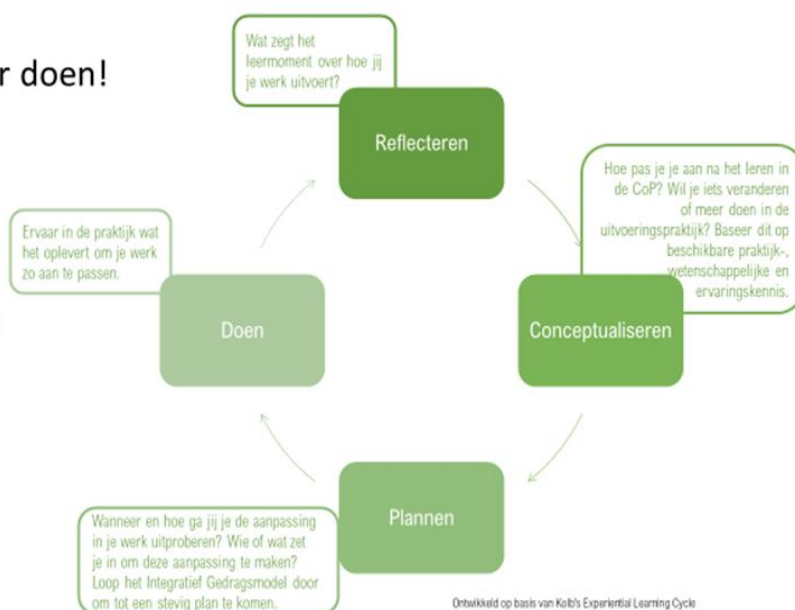 r doen!
Wat zegt het
leermoment over hoe jij
je werk uitvoert?
Reflecteren
Hoe pas je je aan na het leren in
de CoP? Wil je iets veranderen
of meer doen in de
uitvoeringspraktijk? Baseer dit op
beschikbare praktijk-,
wetenschappelijke en
ervaringskennis.
Conceptualiseren
Ervaar in de praktijk wat
het oplevert om je werk
zo aan te passen.
Doen
Plannen
Wanneer en hoe ga jij je de aanpassing
in je werk uitproberen? Wie of wat zet
je in om deze aanpassing te maken?
Loop het Integratief Gedragsmodel door
om tot een stevig plan te komen.
Ontwikkeld op basis van Kolb's Experiential Learning Cycle